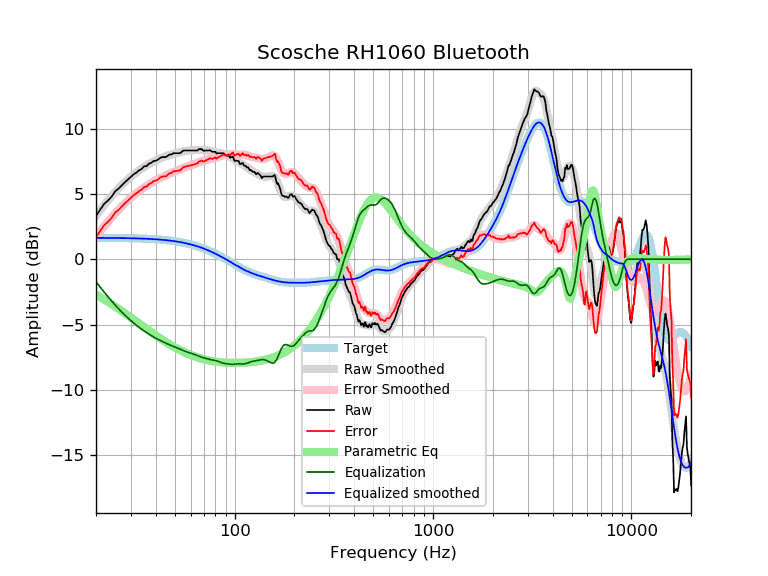 Scosche RH1060 Bluetooth
Amplitude (dBr)
10
5
0
−5
−10
−15
Target
Raw Smoothed
Error Smoothed
Raw
Error
Parametric Eq
Equalization
Equalized smoothed
100
1000
10000
Frequency (Hz)